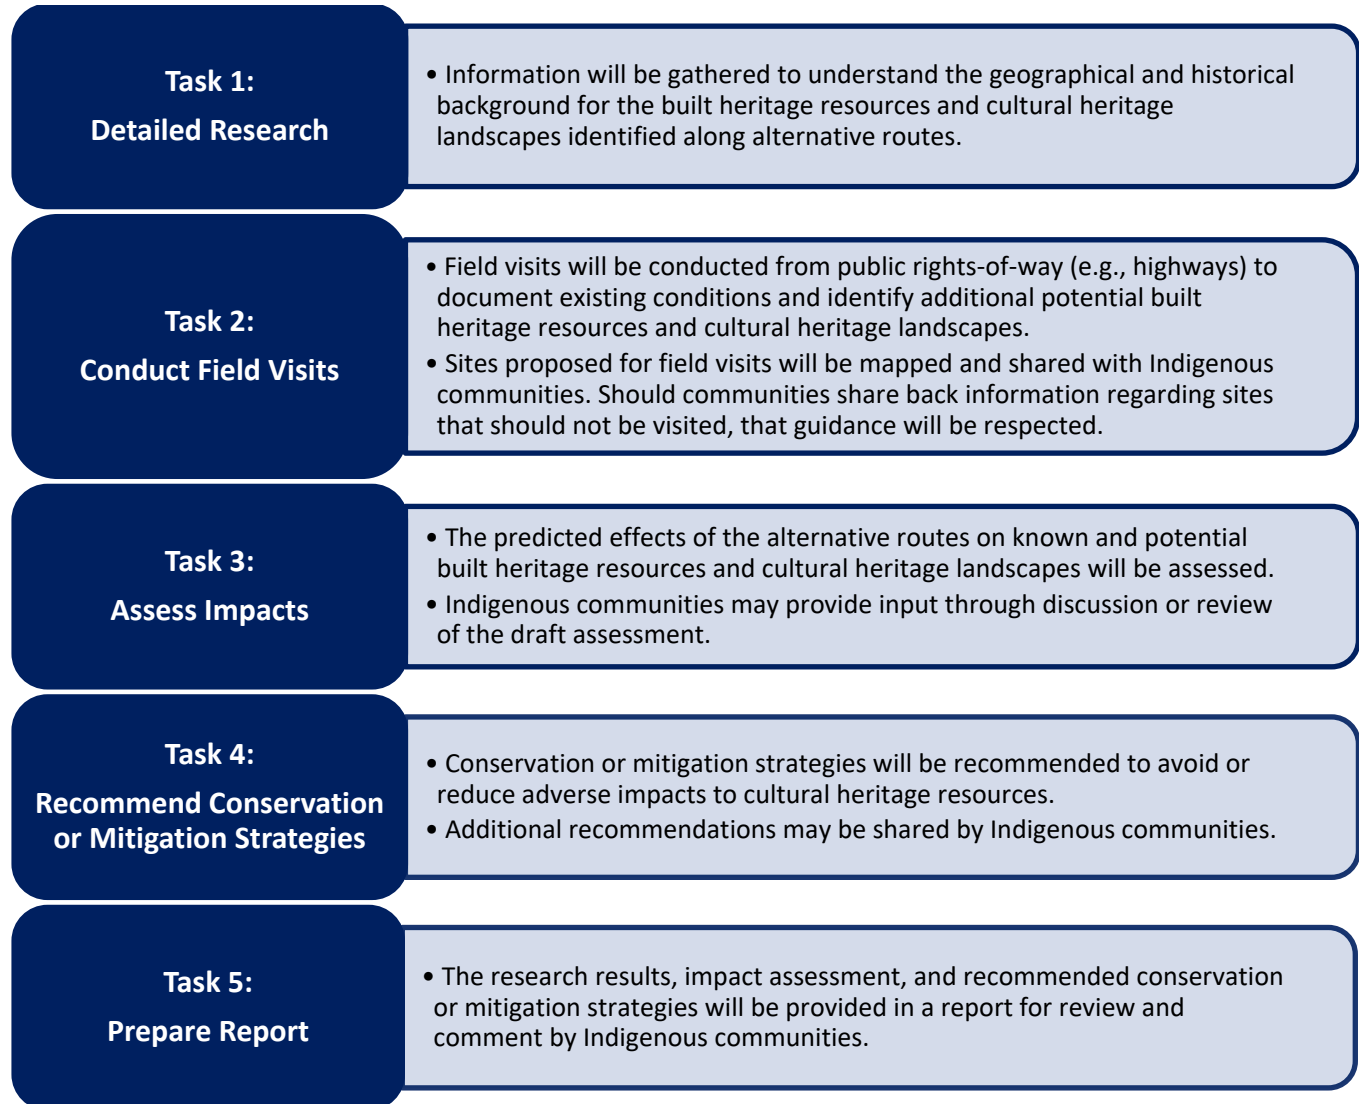 Task 1:
Detailed Research
• Information will be gathered to understand the geographical and historical
background for the built heritage resources and cultural heritage
landscapes identified along alternative routes.
Task 2:
Conduct Field Visits
• Field visits will be conducted from public rights-of-way (e.g., highways) to
document existing conditions and identify additional potential built
heritage resources and cultural heritage landscapes.
• Sites proposed for field visits will be mapped and shared with Indigenous
communities. Should communities share back information regarding sites
that should not be visited, that guidance will be respected.
Task 3:
Assess Impacts
• The predicted effects of the alternative routes on known and potential
built heritage resources and cultural heritage landscapes will be assessed.
• Indigenous communities may provide input through discussion or review
of the draft assessment.
Task 4:
Recommend Conservation
or Mitigation Strategies
• Conservation or mitigation strategies will be recommended to avoid or
reduce adverse impacts to cultural heritage resources.
• Additional recommendations may be shared by Indigenous communities.
Task 5:
Prepare Report
• The research results, impact assessment, and recommended conservation
or mitigation strategies will be provided in a report for review and
comment by Indigenous communities.